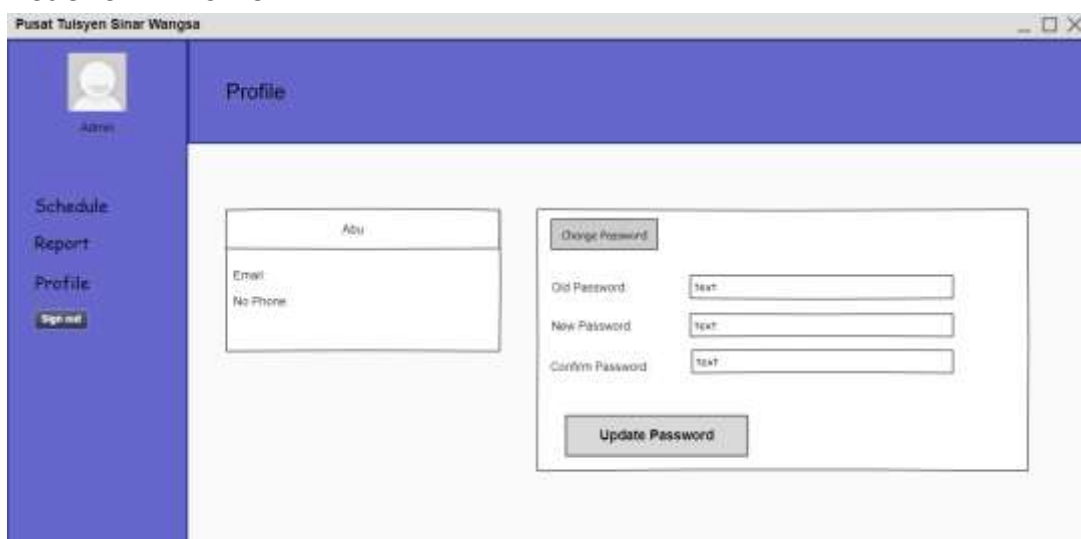 Pusat Tuisyen Sinar Wangsa
Admin
Profile
Schedule
Report
Profile
Sign out
Abu
Email
No Phone
Change Password
Old Password
text
New Password
text
Confirm Password
text
Update Password